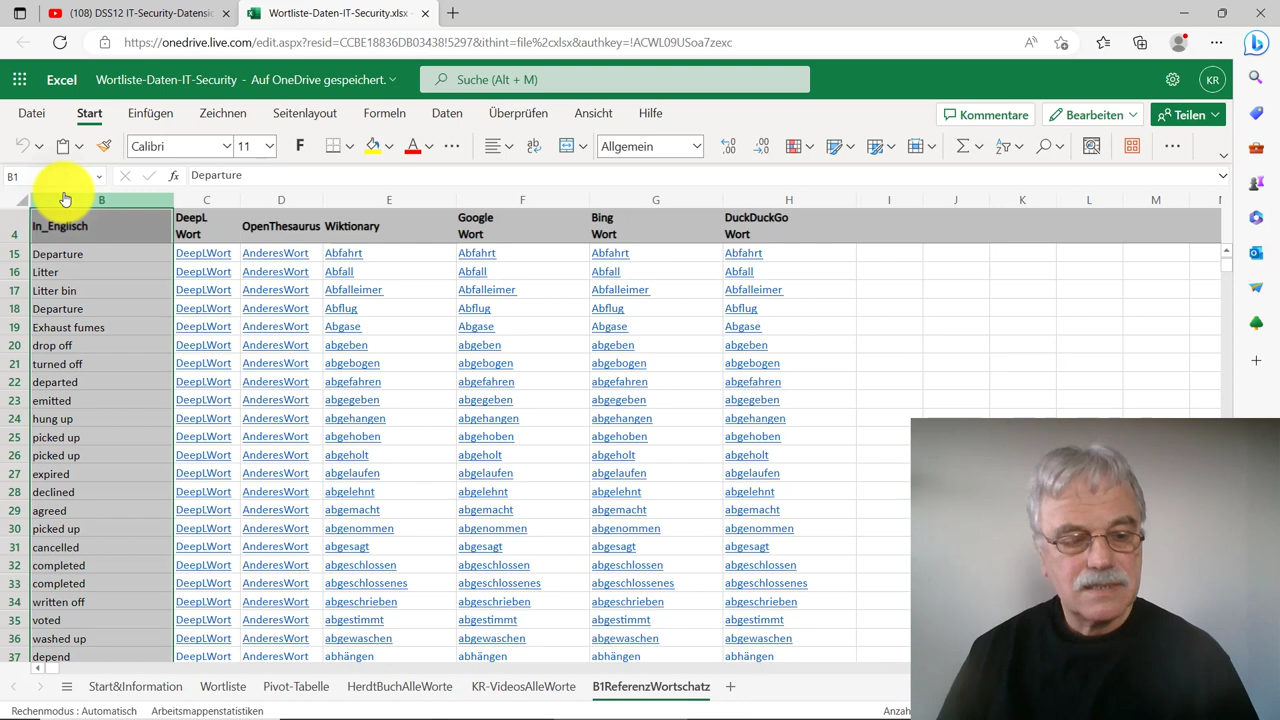 (108) DSS12 IT-Security-Datensic
Wortliste-Daten-IT-Security.xlsx -
https://onedrive.live.com/edit.aspx?resid=CCBE18836DB03438!5297&ithint=file%2cxlsx&authkey=!ACWL09USoa7zexc
Excel Wortliste-Daten-IT-Security - Auf OneDrive gespeichert. Suche (Alt + M) KR
Datei Start Einfügen Zeichnen Seitenlayout Formeln Daten Überprüfen Ansicht Hilfe Kommentare Bearbeiten Teilen
Calibri 11 F Allgemein
B1 fx Departure
B C D E F G H I J K L M
4 In_Englisch DeepL Wort OpenThesaurus Wiktionary Google Wort Bing Wort DuckDuckGo Wort
15 Departure DeepLWort AnderesWort Abfahrt Abfahrt Abfahrt Abfahrt
16 Litter DeepLWort AnderesWort Abfall Abfall Abfall Abfall
17 Litter bin DeepLWort AnderesWort Abfalleimer Abfalleimer Abfalleimer Abfalleimer
18 Departure DeepLWort AnderesWort Abflug Abflug Abflug Abflug
19 Exhaust fumes DeepLWort AnderesWort Abgase Abgase Abgase Abgase
20 drop off DeepLWort AnderesWort abgeben abgeben abgeben abgeben
21 turned off DeepLWort AnderesWort abgebogen abgebogen abgebogen abgebogen
22 departed DeepLWort AnderesWort abgefahren abgefahren abgefahren abgefahren
23 emitted DeepLWort AnderesWort abgegeben abgegeben abgegeben abgegeben
24 hung up DeepLWort AnderesWort abgehangen abgehangen abgehangen abgehangen
25 picked up DeepLWort AnderesWort abgehoben abgehoben abgehoben abgehoben
26 picked up DeepLWort AnderesWort abgeholt abgeholt abgeholt abgeholt
27 expired DeepLWort AnderesWort abgelaufen abgelaufen abgelaufen abgelaufen
28 declined DeepLWort AnderesWort abgelehnt abgelehnt abgelehnt abgelehnt
29 agreed DeepLWort AnderesWort abgemacht abgemacht abgemacht abgemacht
30 picked up DeepLWort AnderesWort abgenommen abgenommen abgenommen abgenommen
31 cancelled DeepLWort AnderesWort abgesagt abgesagt abgesagt abgesagt
32 completed DeepLWort AnderesWort abgeschlossen abgeschlossen abgeschlossen abgeschlossen
33 completed DeepLWort AnderesWort abgeschlossenes abgeschlossenes abgeschlossenes abgeschlossenes
34 written off DeepLWort AnderesWort abgeschrieben abgeschrieben abgeschrieben abgeschrieben
35 voted DeepLWort AnderesWort abgestimmt abgestimmt abgestimmt abgestimmt
36 washed up DeepLWort AnderesWort abgewaschen abgewaschen abgewaschen abgewaschen
37 depend DeepLWort AnderesWort abhängen abhängen abhängen abhängen
Start&Information Wortliste Pivot-Tabelle HerdtBuchAlleWorte KR-VideosAlleWorte B1ReferenzWortschatz
Rechenmodus : Automatisch Arbeitsmappenstatistiken Anzah